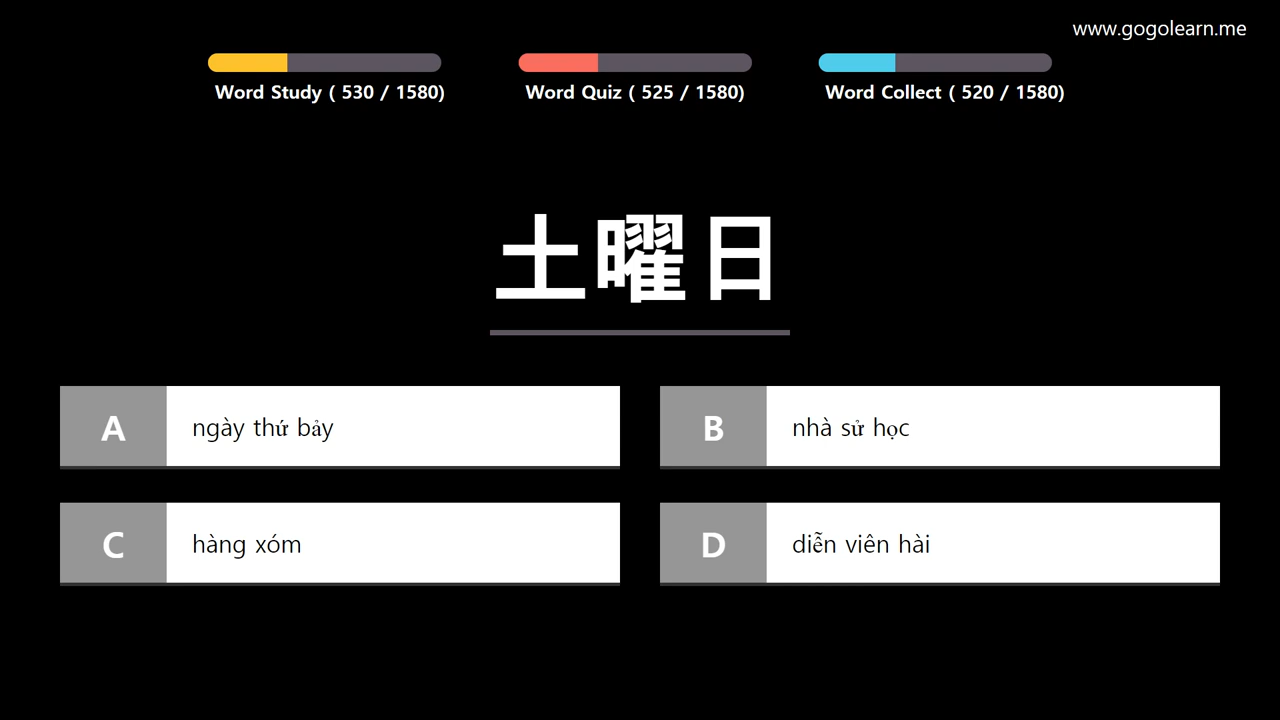 www.gogolearn.me
Word Study ( 530 / 1580)
Word Quiz ( 525 / 1580)
Word Collect ( 520 / 1580)
土曜日
A ngày thứ bảy
B nhà sử học
C hàng xóm
D diễn viên hài